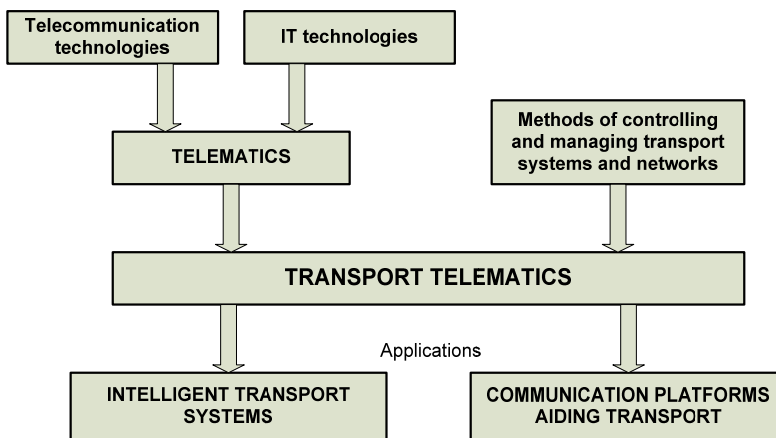 Telecommunication
technologies
IT technologies
Methods of controlling
and managing transport
systems and networks
TELEMATICS
TRANSPORT TELEMATICS
Applications
INTELLIGENT TRANSPORT
SYSTEMS
COMMUNICATION PLATFORMS
AIDING TRANSPORT